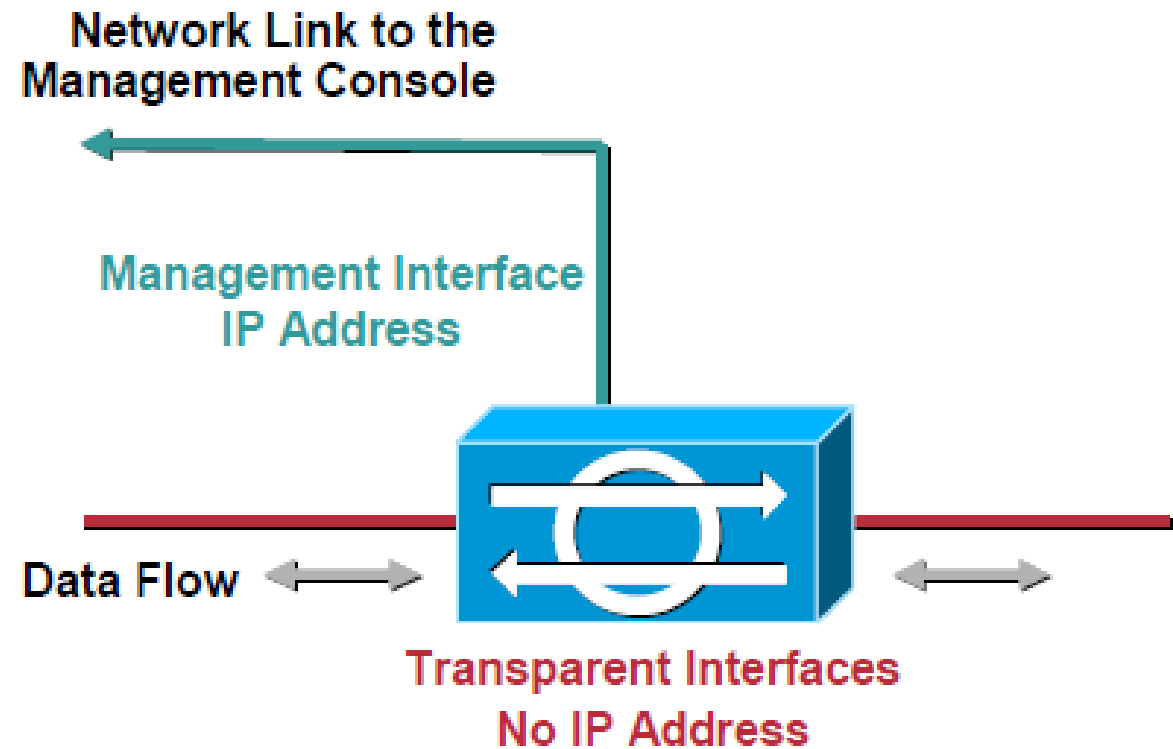 Network Link to the
Management Console
Management Interface
IP Address
Data Flow
Transparent Interfaces
No IP Address